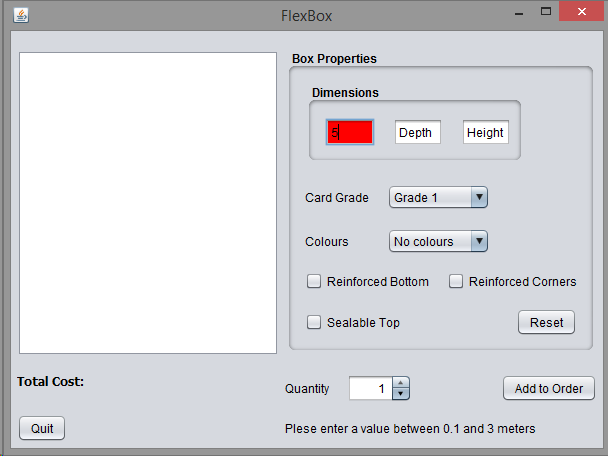 FlexBox
Box Properties
Dimensions
5 Depth Height
Card Grade Grade 1
Colours No colours
Reinforced Bottom Reinforced Corners
Sealable Top Reset
Total Cost: Quantity 1 Add to Order
Quit Plese enter a value between 0.1 and 3 meters